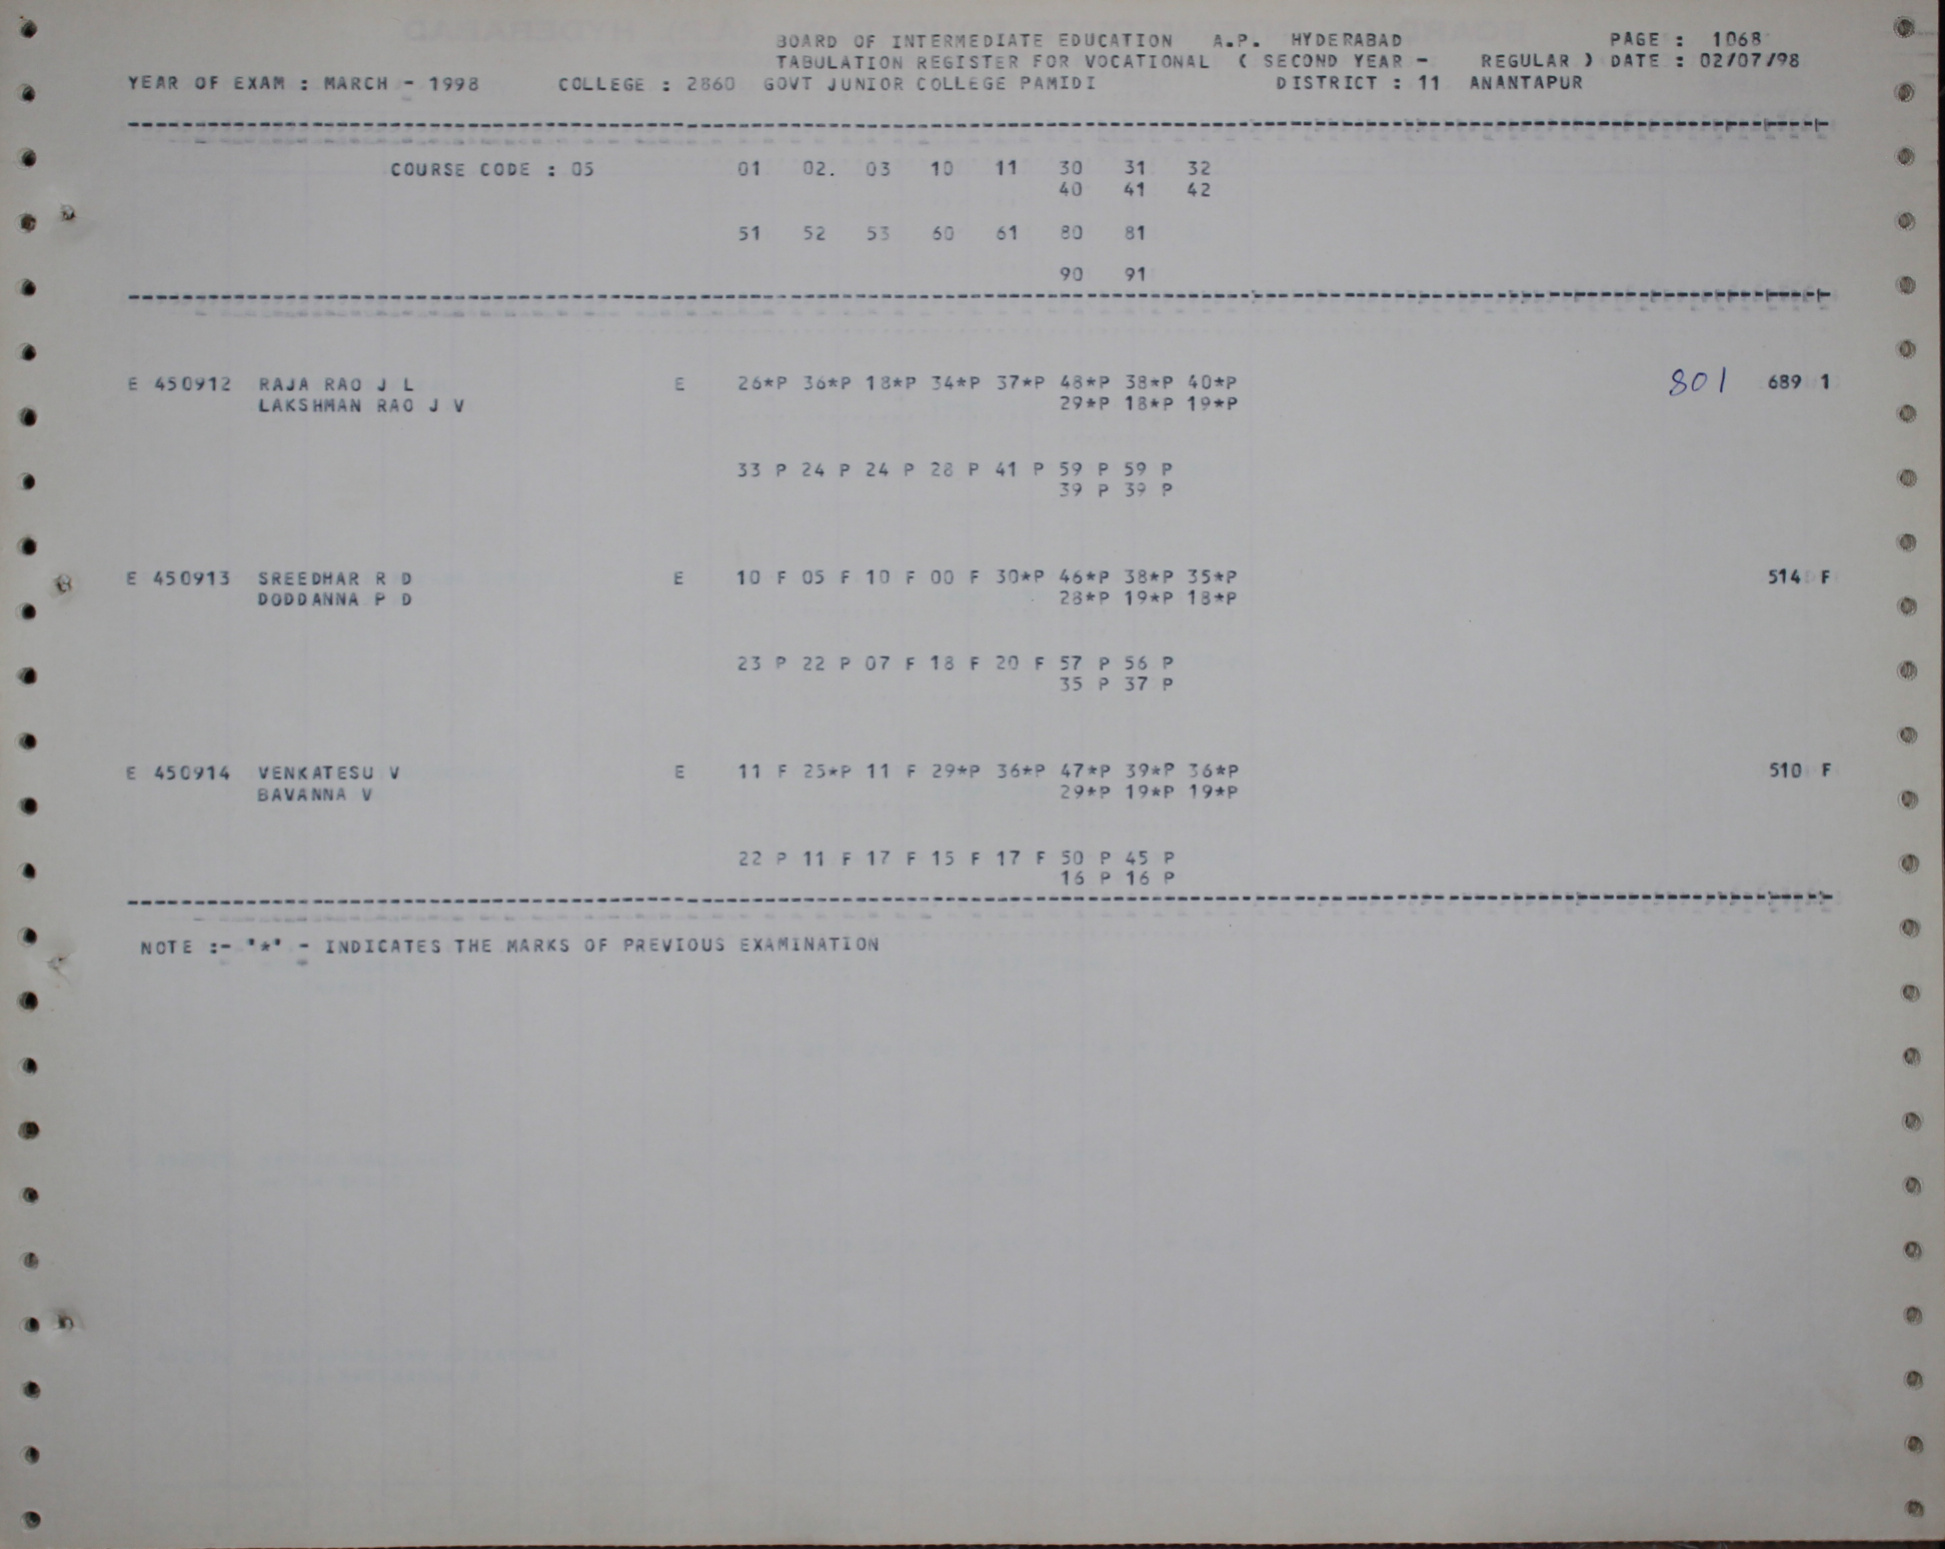 BOARD OF INTERMEDIATE EDUCATION A.P. HYDERABAD PAGE : 1068
TABULATION REGISTER FOR VOCATIONAL ( SECOND YEAR - REGULAR ) DATE : 02/07/98
YEAR OF EXAM : MARCH - 1998 COLLEGE : 2860 GOVT JUNIOR COLLEGE PAMIDI DISTRICT : 11 ANANTAPUR
COURSE CODE : 05 01 02. 03 10 11 30 31 32
40 41 42
51 52 53 60 61 80 81
90 91
E 450912 RAJA RAO J L E 26*P 36*P 18*P 34*P 37*P 48*P 38*P 40*P 801 689 1
LAKSHMAN RAO J V 29*P 18*P 19*P
33 P 24 P 24 P 28 P 41 P 59 P 59 P
39 P 39 P
E 450913 SREEDHAR R D E 10 F 05 F 10 F 00 F 30*P 46*P 38*P 35*P 514 F
DODDANNA P D 28*P 19*P 18*P
23 P 22 P 07 F 18 F 20 F 57 P 56 P
35 P 37 P
E 450914 VENKATESU V E 11 F 25*P 11 F 29*P 36*P 47*P 39*P 36*P 510 F
BAVANNA V 29*P 19*P 19*P
22 P 11 F 17 F 15 F 17 F 50 P 45 P
16 P 16 P
NOTE :- "*" - INDICATES THE MARKS OF PREVIOUS EXAMINATION